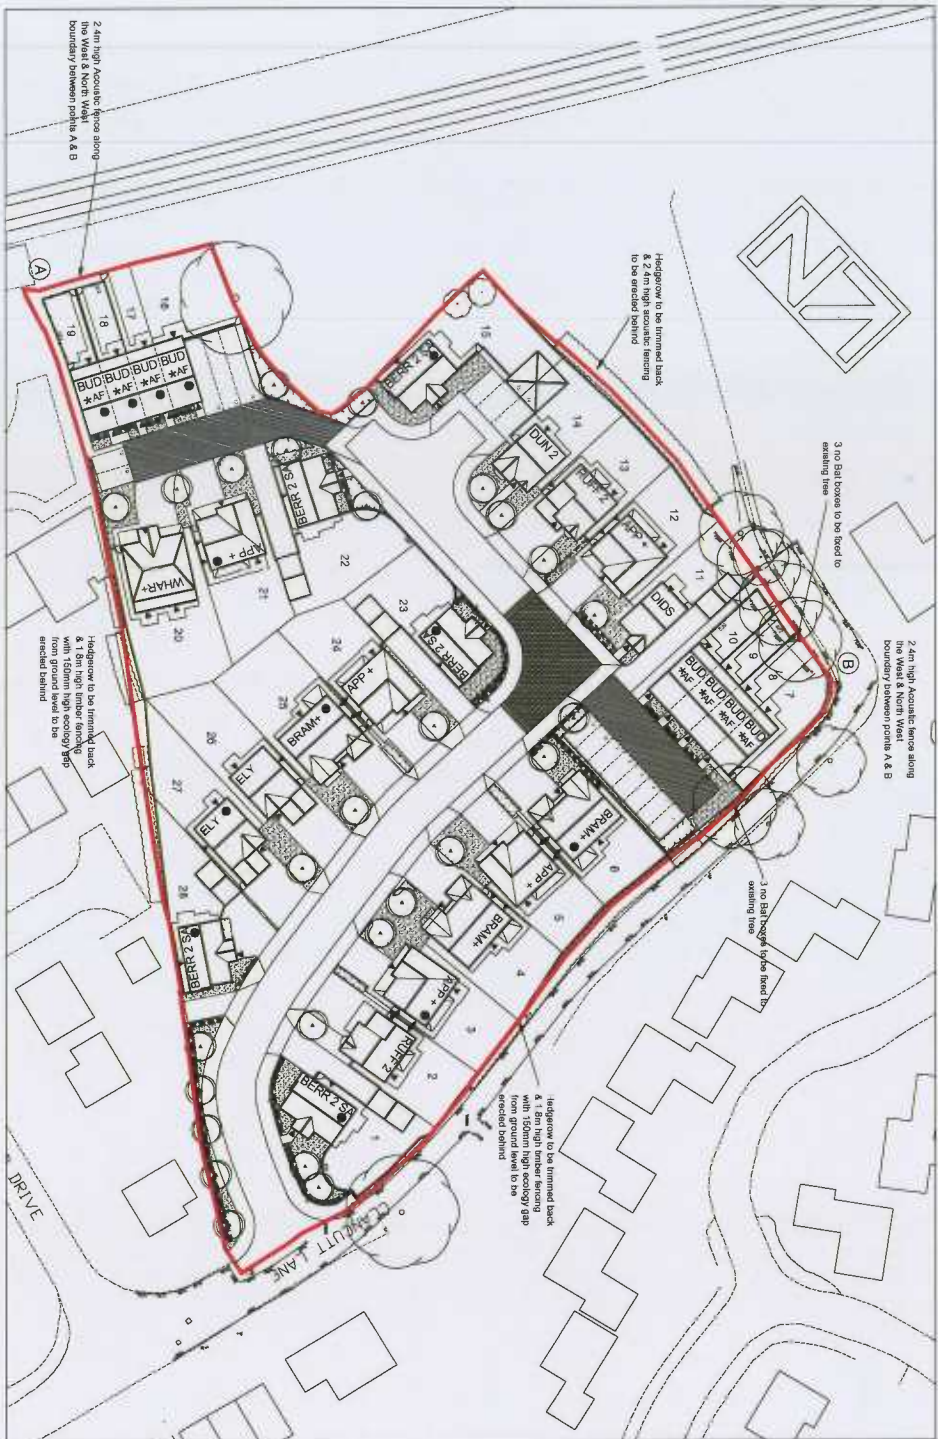 2.4m high Acoustic fence along
the West & North West
boundary between points A & B
A
Hedgerow to be trimmed back
& 2.4m high acoustic fencing
to be erected behind
N
3 no Bat boxes to be fixed to
existing tree
2.4m high Acoustic fence along
the West & North West
boundary between points A & B
B
3 no Bat boxes to be fixed to
existing tree
Hedgerow to be trimmed back
& 1.8m high timber fencing
with 150mm high ecology gap
from ground level to be
erected behind
Hedgerow to be trimmed back
& 1.8m high timber fencing
with 150mm high ecology gap
from ground level to be
erected behind
CLANCUTT LANE
DRIVE
1
BERR 2 SA
2
RUFF 2
3
APP +
4
BRAM+
5
APP +
6
BRAM+
7
8
9
10
BUD BUD BUD BUD
*AF *AF *AF *AF
11
DIDS
12
APP +
13
RUFF 2
14
DUN 2
15
BERR 2 ER
16
17
18
19
BUD BUD BUD BUD
*AF *AF *AF *AF
20
WHAR+
21
APP +
22
BERR 2 SA
23
BERR 2 SA
24
APP +
25
BRAM+
26
ELY
27
ELY
28
BERR 2 SA